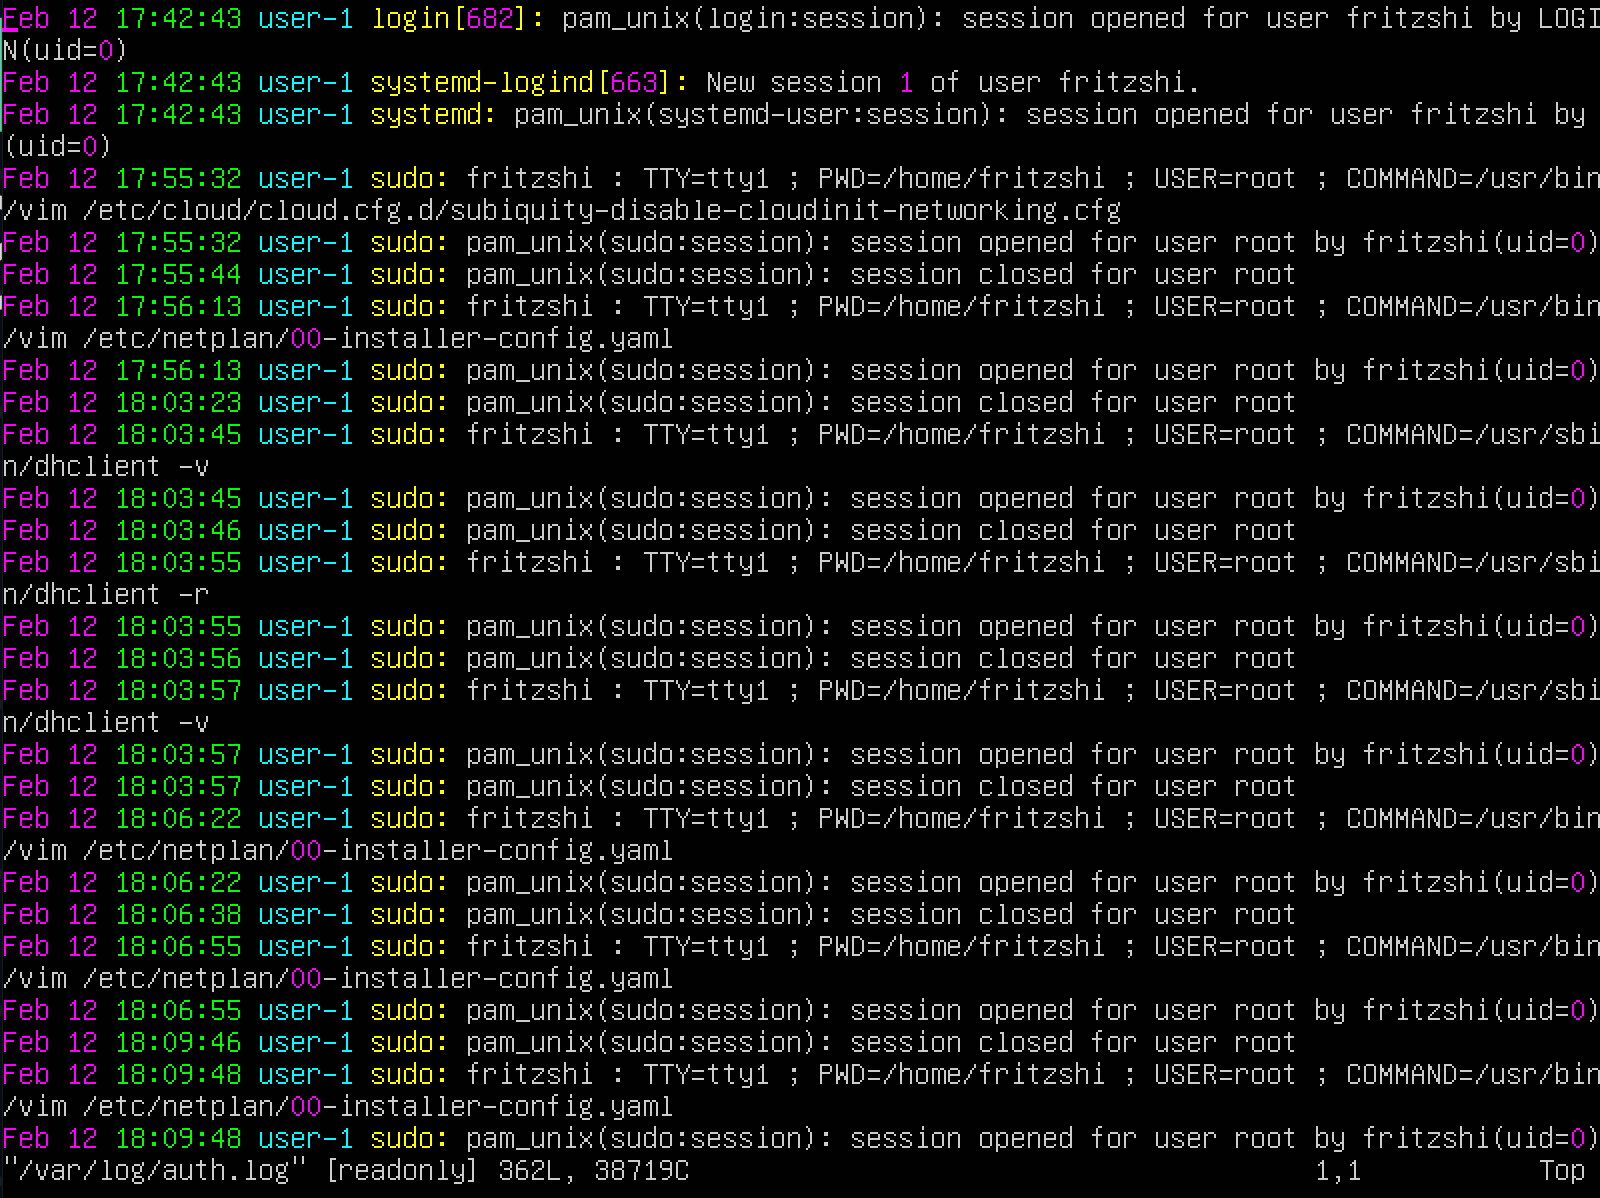 Feb 12 17:42:43 user-1 login[682]: pam_unix(login:session): session opened for user fritzshi by LOGI
N(uid=0)
Feb 12 17:42:43 user-1 systemd-logind[663]: New session 1 of user fritzshi.
Feb 12 17:42:43 user-1 systemd: pam_unix(systemd-user:session): session opened for user fritzshi by
(uid=0)
Feb 12 17:55:32 user-1 sudo: fritzshi : TTY=tty1 ; PWD=/home/fritzshi ; USER=root ; COMMAND=/usr/bin
/vim /etc/cloud/cloud.cfg.d/subiquity-disable-cloudinit-networking.cfg
Feb 12 17:55:32 user-1 sudo: pam_unix(sudo:session): session opened for user root by fritzshi(uid=0)
Feb 12 17:55:44 user-1 sudo: pam_unix(sudo:session): session closed for user root
Feb 12 17:56:13 user-1 sudo: fritzshi : TTY=tty1 ; PWD=/home/fritzshi ; USER=root ; COMMAND=/usr/bin
/vim /etc/netplan/00-installer-config.yaml
Feb 12 17:56:13 user-1 sudo: pam_unix(sudo:session): session opened for user root by fritzshi(uid=0)
Feb 12 18:03:23 user-1 sudo: pam_unix(sudo:session): session closed for user root
Feb 12 18:03:45 user-1 sudo: fritzshi : TTY=tty1 ; PWD=/home/fritzshi ; USER=root ; COMMAND=/usr/sbi
n/dhclient -v
Feb 12 18:03:45 user-1 sudo: pam_unix(sudo:session): session opened for user root by fritzshi(uid=0)
Feb 12 18:03:46 user-1 sudo: pam_unix(sudo:session): session closed for user root
Feb 12 18:03:55 user-1 sudo: fritzshi : TTY=tty1 ; PWD=/home/fritzshi ; USER=root ; COMMAND=/usr/sbi
n/dhclient -r
Feb 12 18:03:55 user-1 sudo: pam_unix(sudo:session): session opened for user root by fritzshi(uid=0)
Feb 12 18:03:56 user-1 sudo: pam_unix(sudo:session): session closed for user root
Feb 12 18:03:57 user-1 sudo: fritzshi : TTY=tty1 ; PWD=/home/fritzshi ; USER=root ; COMMAND=/usr/sbi
n/dhclient -v
Feb 12 18:03:57 user-1 sudo: pam_unix(sudo:session): session opened for user root by fritzshi(uid=0)
Feb 12 18:03:57 user-1 sudo: pam_unix(sudo:session): session closed for user root
Feb 12 18:06:22 user-1 sudo: fritzshi : TTY=tty1 ; PWD=/home/fritzshi ; USER=root ; COMMAND=/usr/bin
/vim /etc/netplan/00-installer-config.yaml
Feb 12 18:06:22 user-1 sudo: pam_unix(sudo:session): session opened for user root by fritzshi(uid=0)
Feb 12 18:06:38 user-1 sudo: pam_unix(sudo:session): session closed for user root
Feb 12 18:06:55 user-1 sudo: fritzshi : TTY=tty1 ; PWD=/home/fritzshi ; USER=root ; COMMAND=/usr/bin
/vim /etc/netplan/00-installer-config.yaml
Feb 12 18:06:55 user-1 sudo: pam_unix(sudo:session): session opened for user root by fritzshi(uid=0)
Feb 12 18:09:46 user-1 sudo: pam_unix(sudo:session): session closed for user root
Feb 12 18:09:48 user-1 sudo: fritzshi : TTY=tty1 ; PWD=/home/fritzshi ; USER=root ; COMMAND=/usr/bin
/vim /etc/netplan/00-installer-config.yaml
Feb 12 18:09:48 user-1 sudo: pam_unix(sudo:session): session opened for user root by fritzshi(uid=0)
"/var/log/auth.log" [readonly] 362L, 38719C 1,1 Top